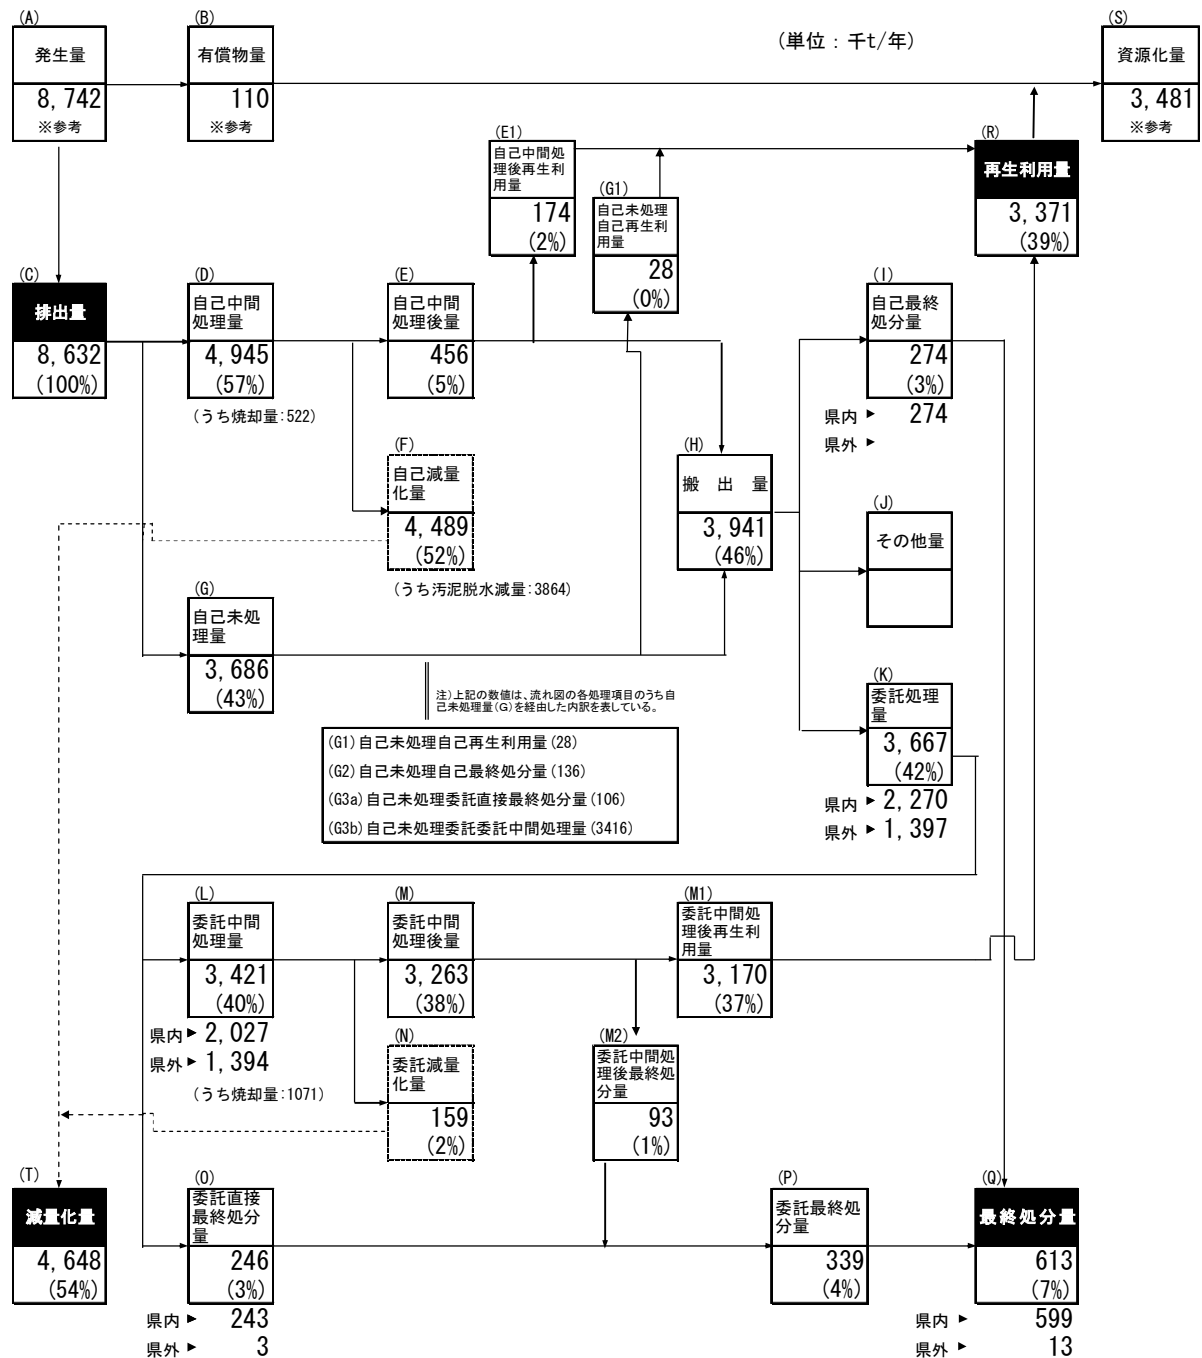 (A)
発生量
8,742
※参考
(B)
有償物量
110
※参考
(単位：千t/年)
(S)
資源化量
3,481
※参考
(E1)
自己中間処
理後再生利
用量
174
(2%)
(G1)
自己未処理
自己再生利
用量
28
(0%)
(R)
再生利用量
3,371
(39%)
(C)
排出量
8,632
(100%)
(D)
自己中間
処理量
4,945
(57%)
(うち焼却量:522)
(E)
自己中間
処理後量
456
(5%)
(I)
自己最終
処分量
274
(3%)
県内 ▶ 274
県外 ▶
(F)
自己減量
化量
4,489
(52%)
(うち汚泥脱水減量:3864)
(H)
搬 出 量
3,941
(46%)
(J)
その他量
(G)
自己未処
理量
3,686
(43%)
(K)
委託処理
量
3,667
(42%)
県内 ▶ 2,270
県外 ▶ 1,397
注)上記の数値は、流れ図の各処理項目のうち自
己未処理量(G)を経由した内訳を表している。
(G1)自己未処理自己再生利用量(28)
(G2)自己未処理自己最終処分量(136)
(G3a)自己未処理委託直接最終処分量(106)
(G3b)自己未処理委託委託中間処理量(3416)
(L)
委託中間
処理量
3,421
(40%)
県内 ▶ 2,027
県外 ▶ 1,394
(うち焼却量:1071)
(M)
委託中間
処理後量
3,263
(38%)
(M1)
委託中間処
理後再生利
用量
3,170
(37%)
(N)
委託減量
化量
159
(2%)
(M2)
委託中間処
理後最終処
分量
93
(1%)
(T)
減量化量
4,648
(54%)
(O)
委託直接
最終処分
量
246
(3%)
県内 ▶ 243
県外 ▶ 3
(P)
委託最終処
分量
339
(4%)
(Q)
最終処分量
613
(7%)
県内 ▶ 599
県外 ▶ 13